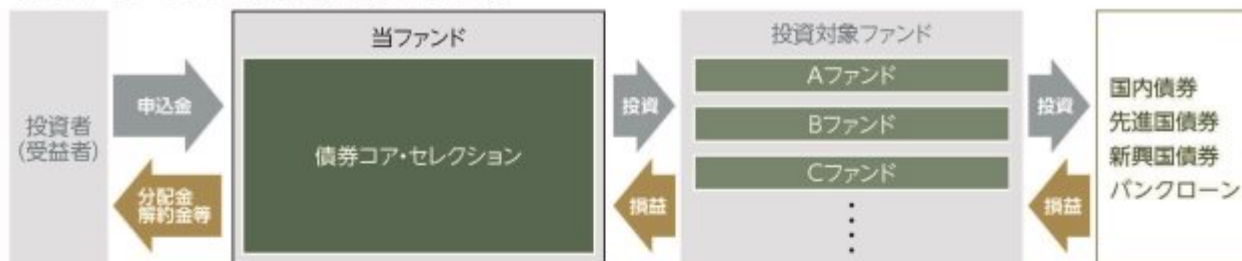 投資者
(受益者)
申込金
分配金
解約金等
当ファンド
債券コア・セレクション
投資
損益
投資対象ファンド
Aファンド
Bファンド
Cファンド
投資
損益
国内債券
先進国債券
新興国債券
バンクローン